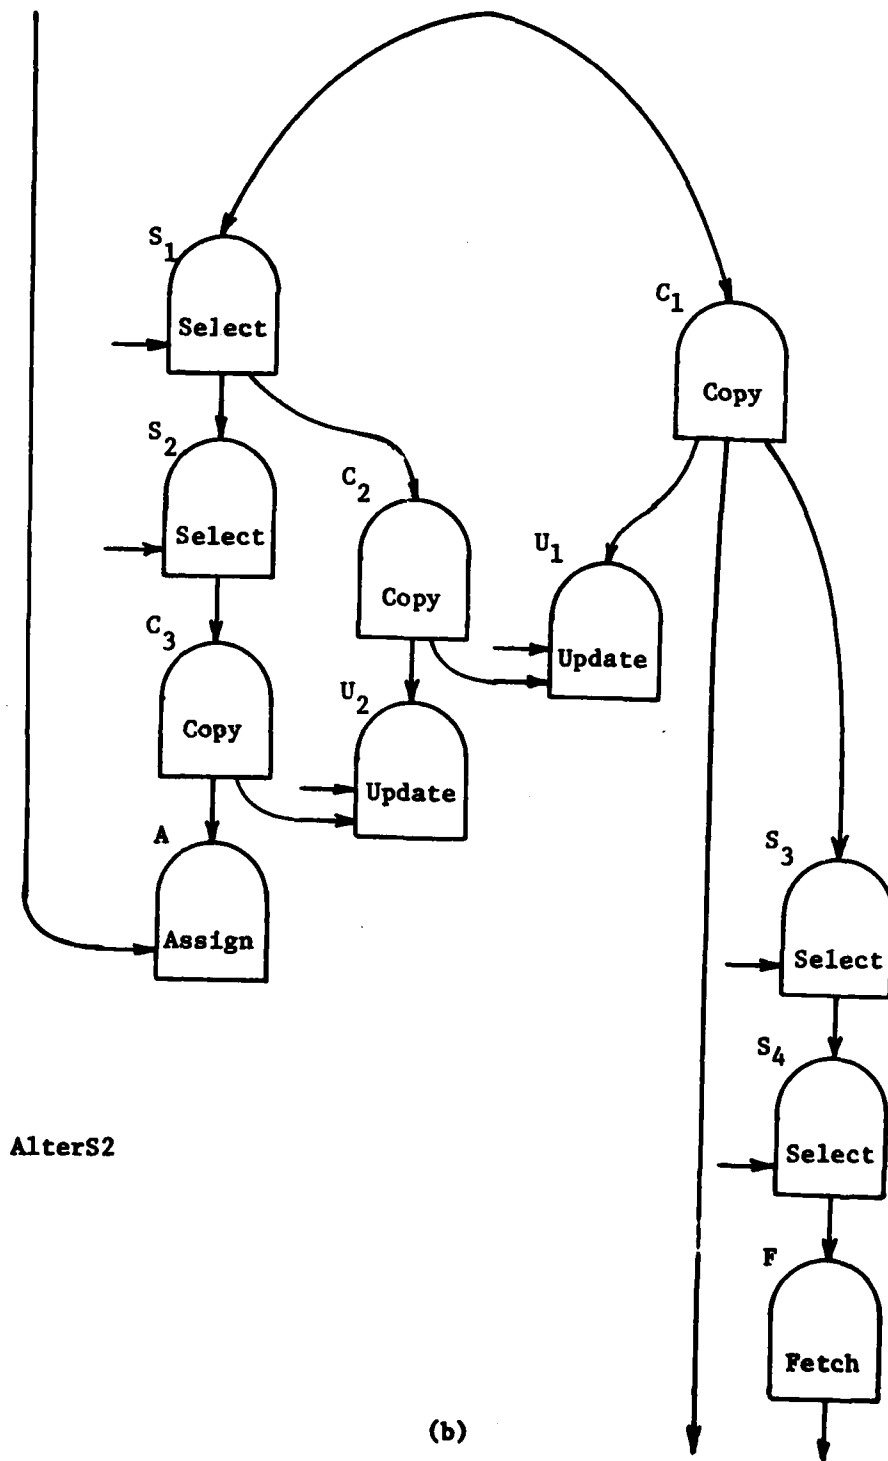 S1
Select
C1
Copy
S2
Select
C2
Copy
U1
Update
C3
Copy
U2
Update
A
Assign
S3
Select
S4
Select
AlterS2
F
Fetch
(b)